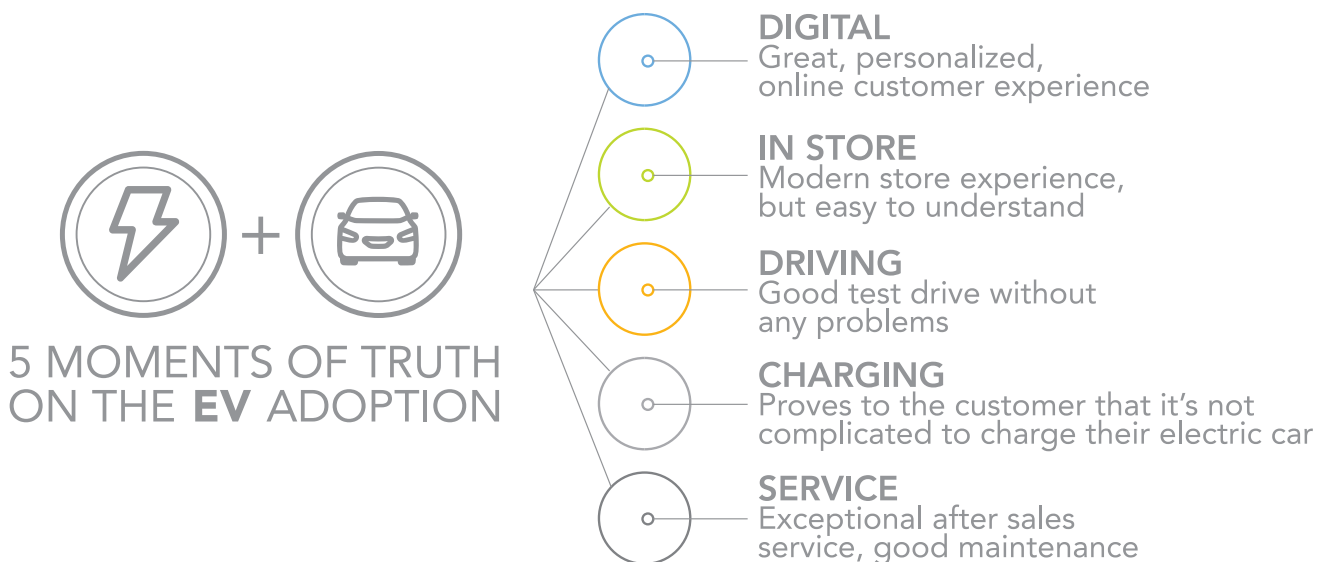 5 MOMENTS OF TRUTH
ON THE EV ADOPTION
DIGITAL
Great, personalized,
online customer experience
IN STORE
Modern store experience,
but easy to understand
DRIVING
Good test drive without
any problems
CHARGING
Proves to the customer that it's not
complicated to charge their electric car
SERVICE
Exceptional after sales
service, good maintenance